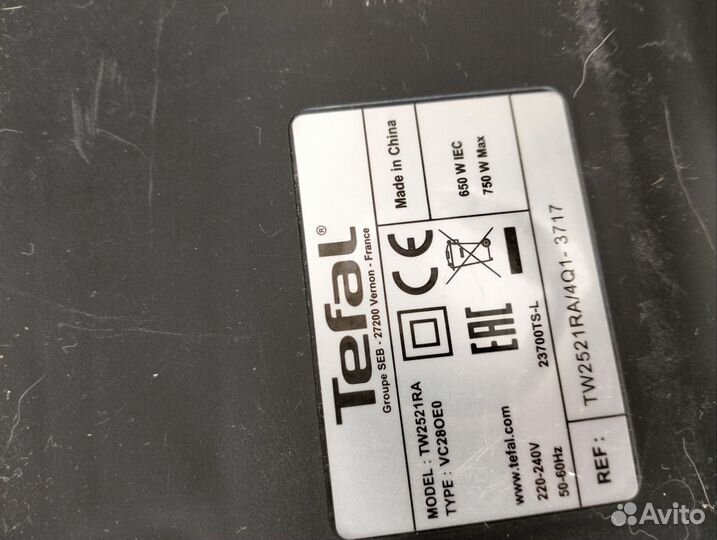 Tefal®
Groupe SEB - 27200 Vernon - France
MODEL : TW2521RA
TYPE : VC28OE0
CE
Made in China
EAC
650 W IEC
750 W Max
www.tefal.com
220-240V
50-60Hz
23700TS-L
REF: TW2521RA/4Q1- 3717
Avito